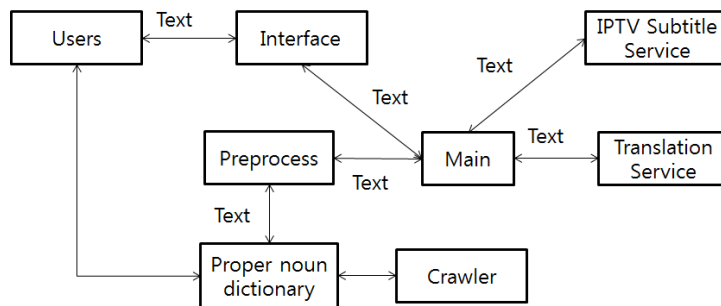 Text
Users
Interface
IPTV Subtitle
Service
Text
Text
Preprocess
Main
Text
Translation
Service
Text
Text
Proper noun
dictionary
Crawler